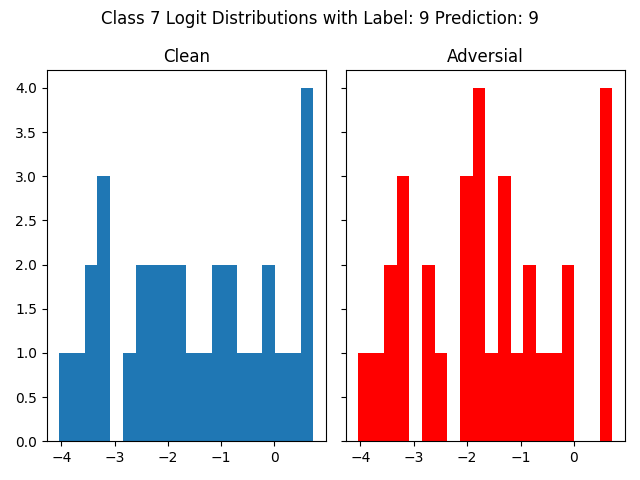 Class 7 Logit Distributions with Label: 9 Prediction: 9
Clean
Adversial
4.0
3.5
3.0
2.5
2.0
1.5
1.0
0.5
0.0
−4 −3 −2 −1 0
−4 −3 −2 −1 0